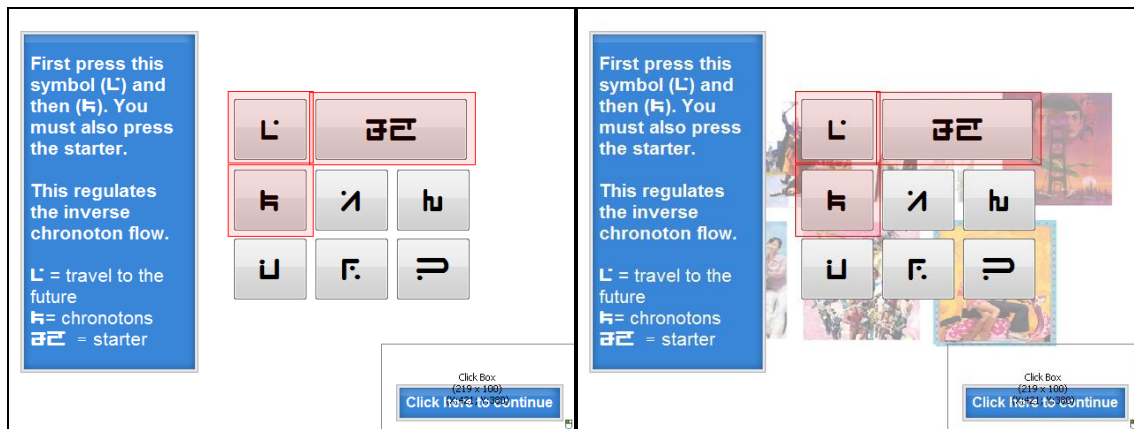 First press this
symbol ( ) and
then ( ). You
must also press
the starter.
This regulates
the inverse
chronoton flow.
= travel to the
future
= chronotons
= starter
Click Box
(219 x 100)
Click here to continue
First press this
symbol ( ) and
then ( ). You
must also press
the starter.
This regulates
the inverse
chronoton flow.
= travel to the
future
= chronotons
= starter
Click Box
(219 x 100)
Click here to continue